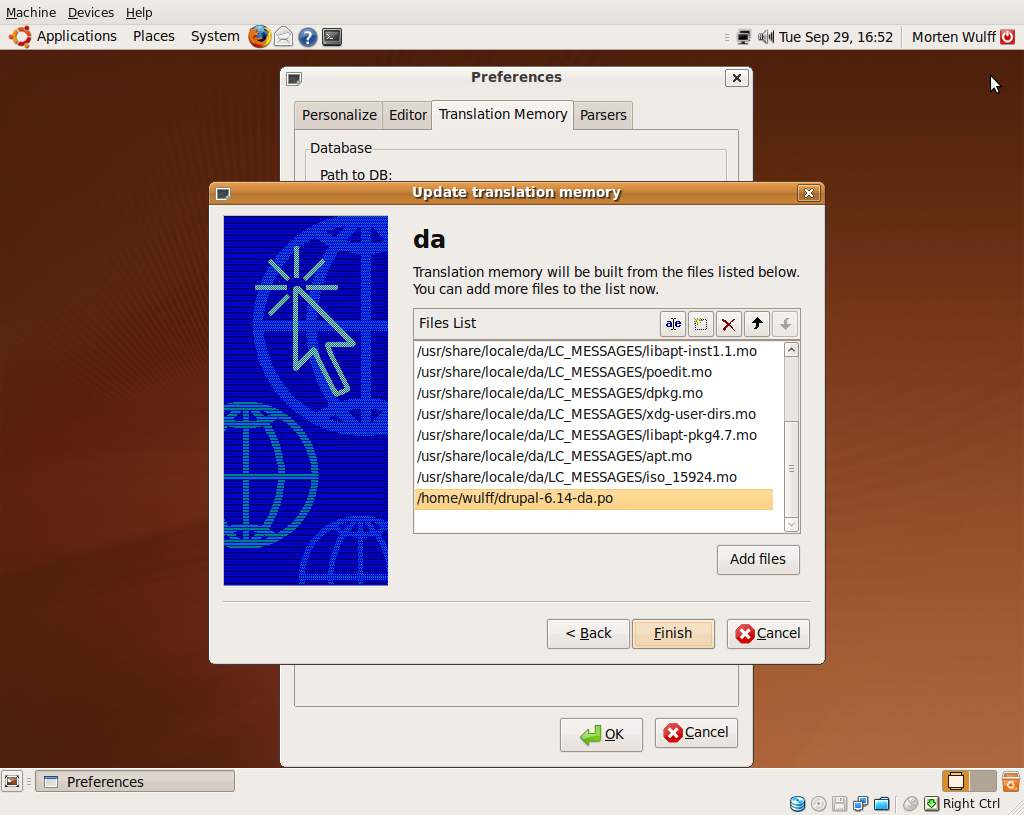 Machine Devices Help
Applications Places System Tue Sep 29, 16:52 Morten Wulff
Preferences
Personalize Editor Translation Memory Parsers
Database
Path to DB:
Update translation memory
da
Translation memory will be built from the files listed below.
You can add more files to the list now.
Files List
/usr/share/locale/da/LC_MESSAGES/libapt-inst1.1.mo
/usr/share/locale/da/LC_MESSAGES/poedit.mo
/usr/share/locale/da/LC_MESSAGES/dpkg.mo
/usr/share/locale/da/LC_MESSAGES/xdg-user-dirs.mo
/usr/share/locale/da/LC_MESSAGES/libapt-pkg4.7.mo
/usr/share/locale/da/LC_MESSAGES/apt.mo
/usr/share/locale/da/LC_MESSAGES/iso_15924.mo
/home/wulff/drupal-6.14-da.po
Add files
< Back Finish Cancel
OK Cancel
Preferences
Right Ctrl